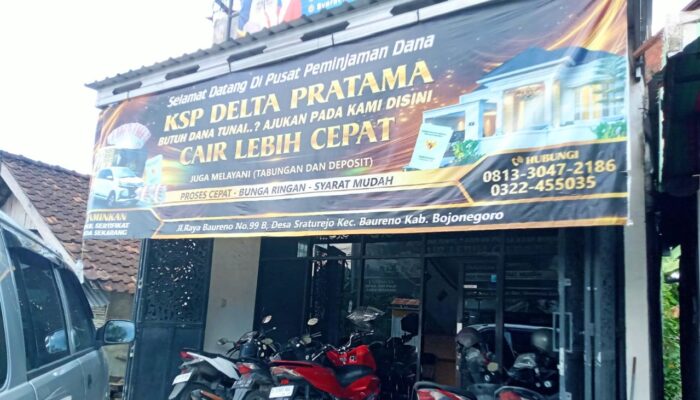 Selamat Datang Di Pusat Peminjaman Dana
KSP DELTA PRATAMA
BUTUH DANA TUNAI..? AJUKAN PADA KAMI DISINI
CAIR LEBIH CEPAT
JUGA MELAYANI (TABUNGAN DAN DEPOSIT)
PROSES CEPAT - BUNGA RINGAN - SYARAT MUDAH
HUBUNGI
0813-3047-2186
0322-455035
Jl.Raya Baureno No.99 B, Desa Sraturejo Kec. Baureno Kab. Bojonegoro
SERTIFIKAT
SEKARANG